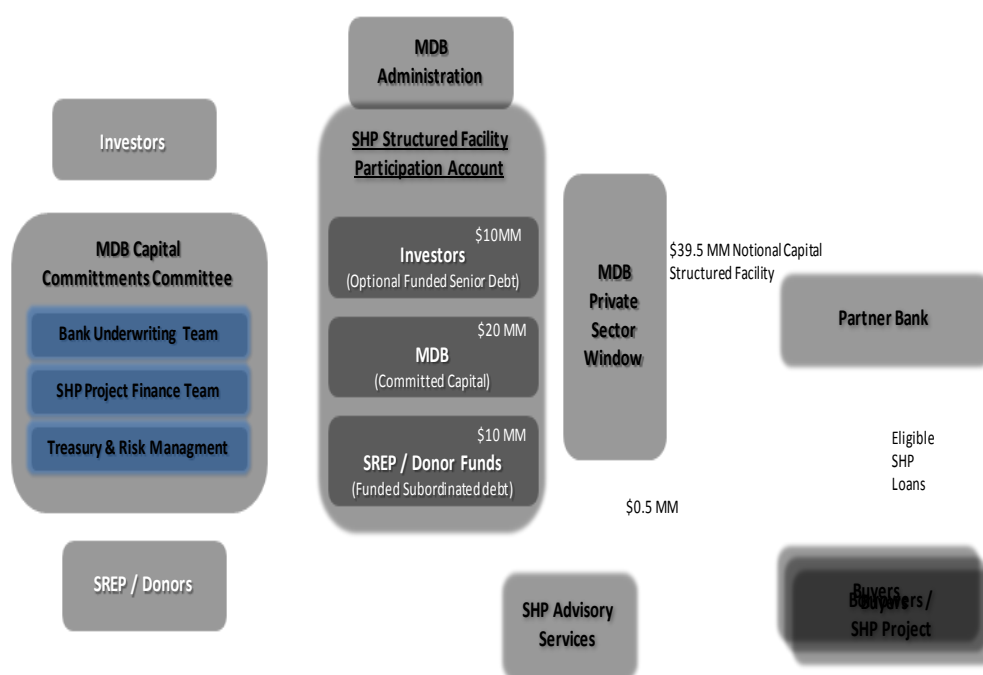 MDB
Administration
Investors
SHP Structured Facility
Participation Account
MDB Capital
Committments Committee
Bank Underwriting Team
SHP Project Finance Team
Treasury & Risk Managment
$10MM
Investors
(Optional Funded Senior Debt)
$20 MM
MDB
(Committed Capital)
$10 MM
SREP / Donor Funds
(Funded Subordinated debt)
MDB
Private
Sector
Window
$39.5 MM Notional Capital
Structured Facility
Partner Bank
Eligible
SHP
Loans
$0.5 MM
SREP / Donors
SHP Advisory
Services
Buyers
Buyers
Borrowers /
SHP Project